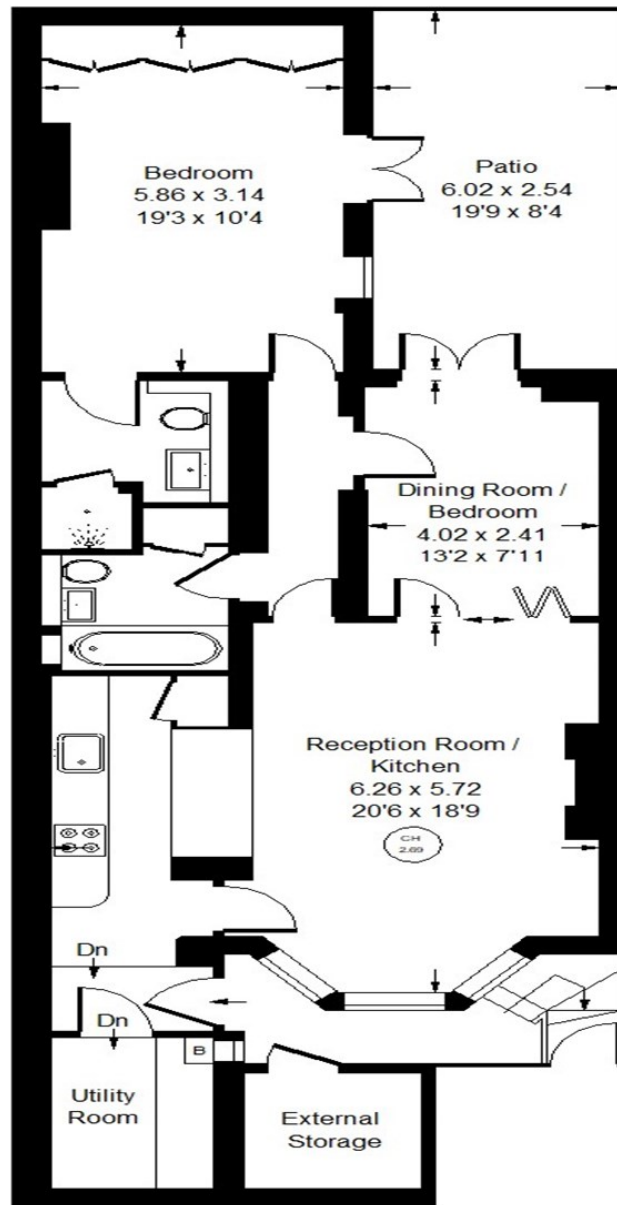 Bedroom
5.86 x 3.14
19'3 x 10'4
Patio
6.02 x 2.54
19'9 x 8'4
Dining Room /
Bedroom
4.02 x 2.41
13'2 x 7'11
Reception Room /
Kitchen
6.26 x 5.72
20'6 x 18'9
CH
2.69
Dn
Dn
B
Utility
Room
External
Storage